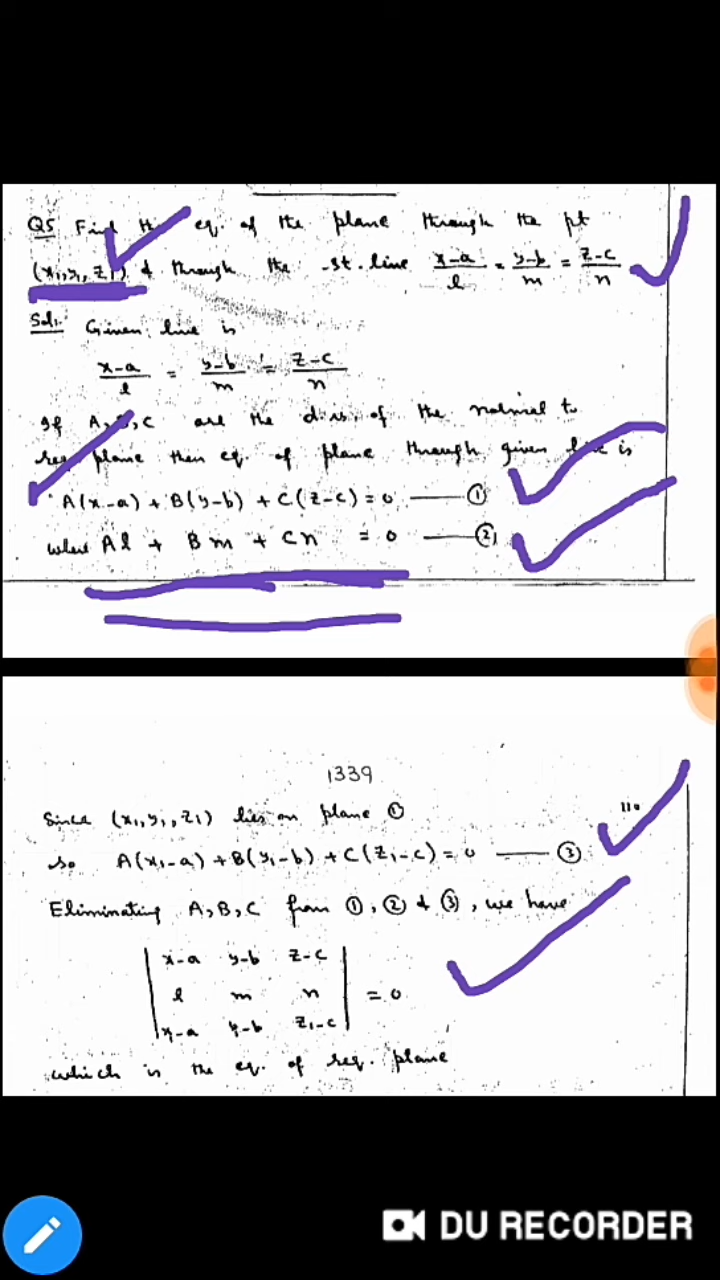 Q5 Find the eq. of the plane through the pt
(x₁,y₁,z₁) & through the st. line x-a/l = y-b/m = z-c/n
Sol:. Given line is
x-a/l = y-b/m = z-c/n
If A,B,C are the d.rs. of the normal to
req plane then eq. of plane through given line is
A(x-a) + B(y-b) + C(z-c) = 0 —— ①
where Al + Bm + Cn = 0 —— ②
1339
110
Since (x₁,y₁,z₁) lies on plane ①
so A(x₁-a) + B(y₁-b) + C(z₁-c) = 0 —— ③
Eliminating A,B,C from ①, ② & ③, we have
| x-a y-b z-c |
| l m n | = 0
| x₁-a y₁-b z₁-c |
which is the eq. of req. plane
DU RECORDER